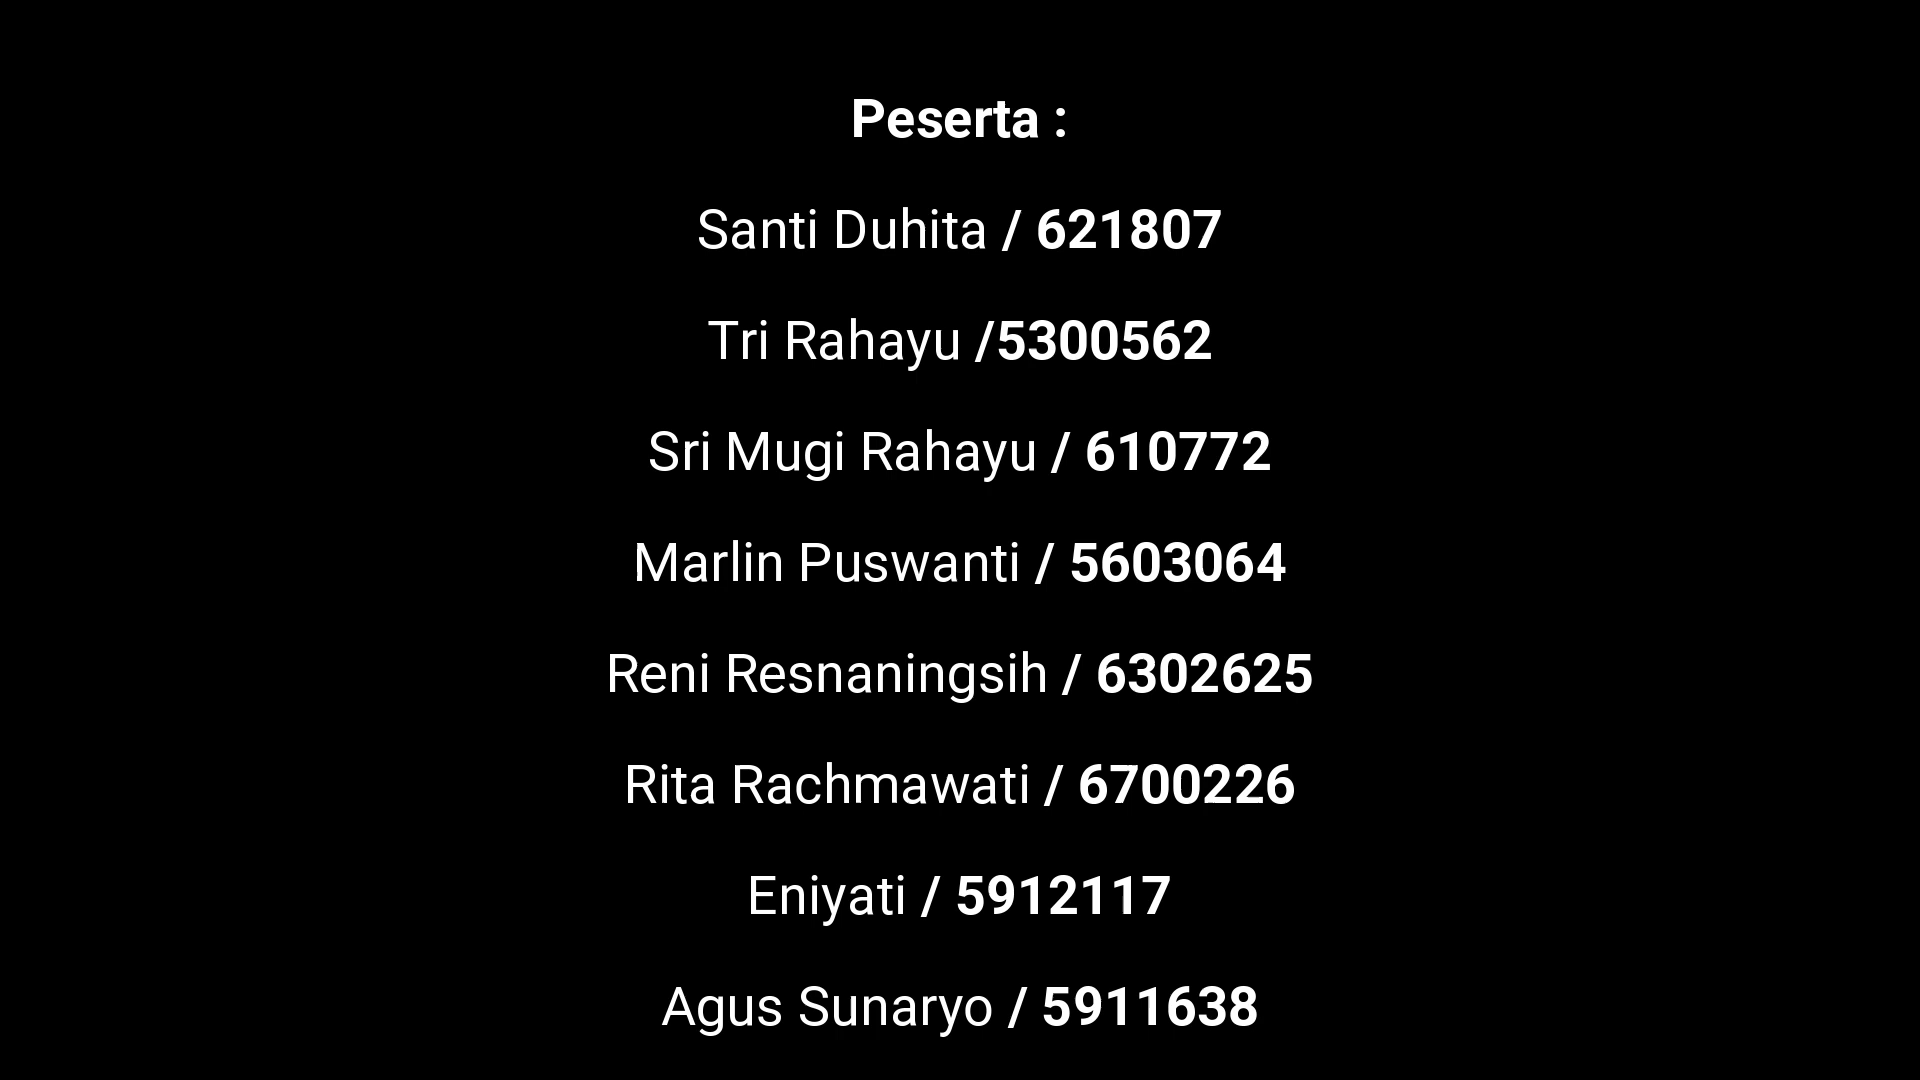 Peserta :
Santi Duhita / 621807
Tri Rahayu /5300562
Sri Mugi Rahayu / 610772
Marlin Puswanti / 5603064
Reni Resnaningsih / 6302625
Rita Rachmawati / 6700226
Eniyati / 5912117
Agus Sunaryo / 5911638